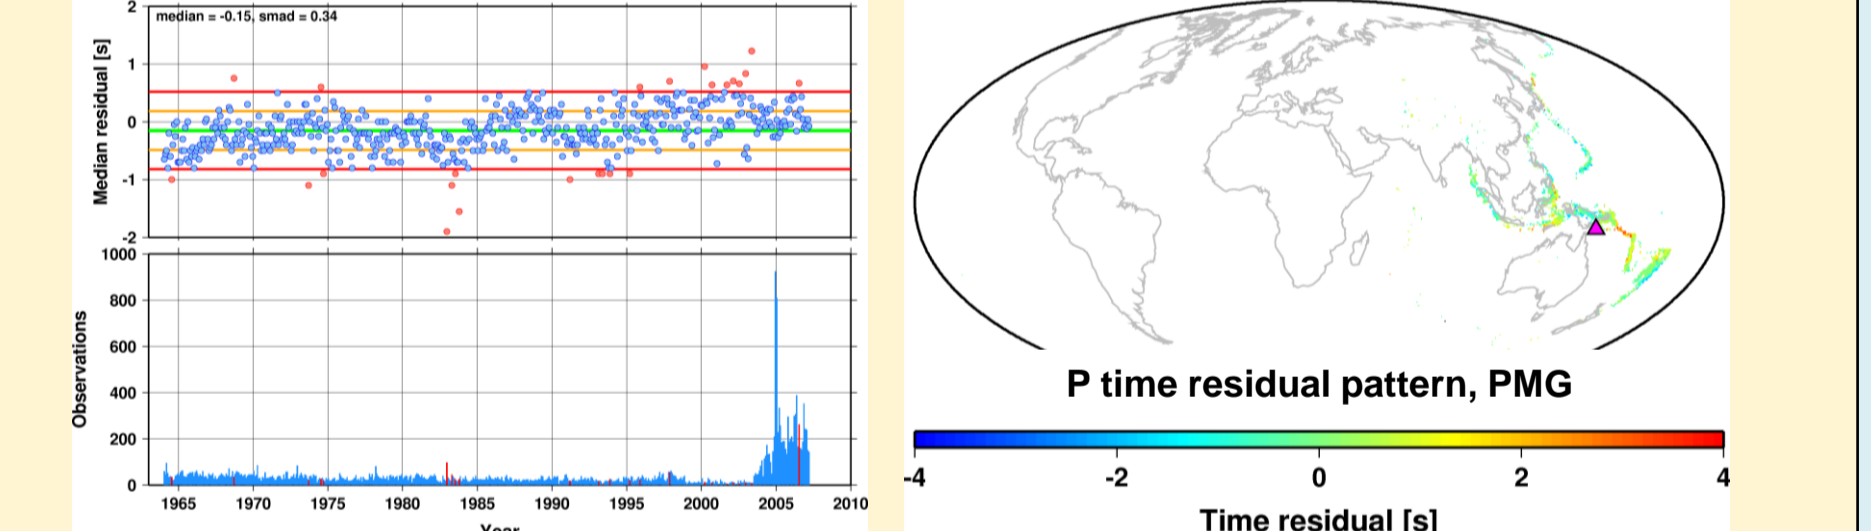 median = -0.15, smad = 0.34
Median residual [s]
2
1
0
-1
-2
Observations
1000
800
600
400
200
0
1965 1970 1975 1980 1985 1990 1995 2000 2005 2010
Year
P time residual pattern, PMG
-4 -2 0 2 4
Time residual [s]